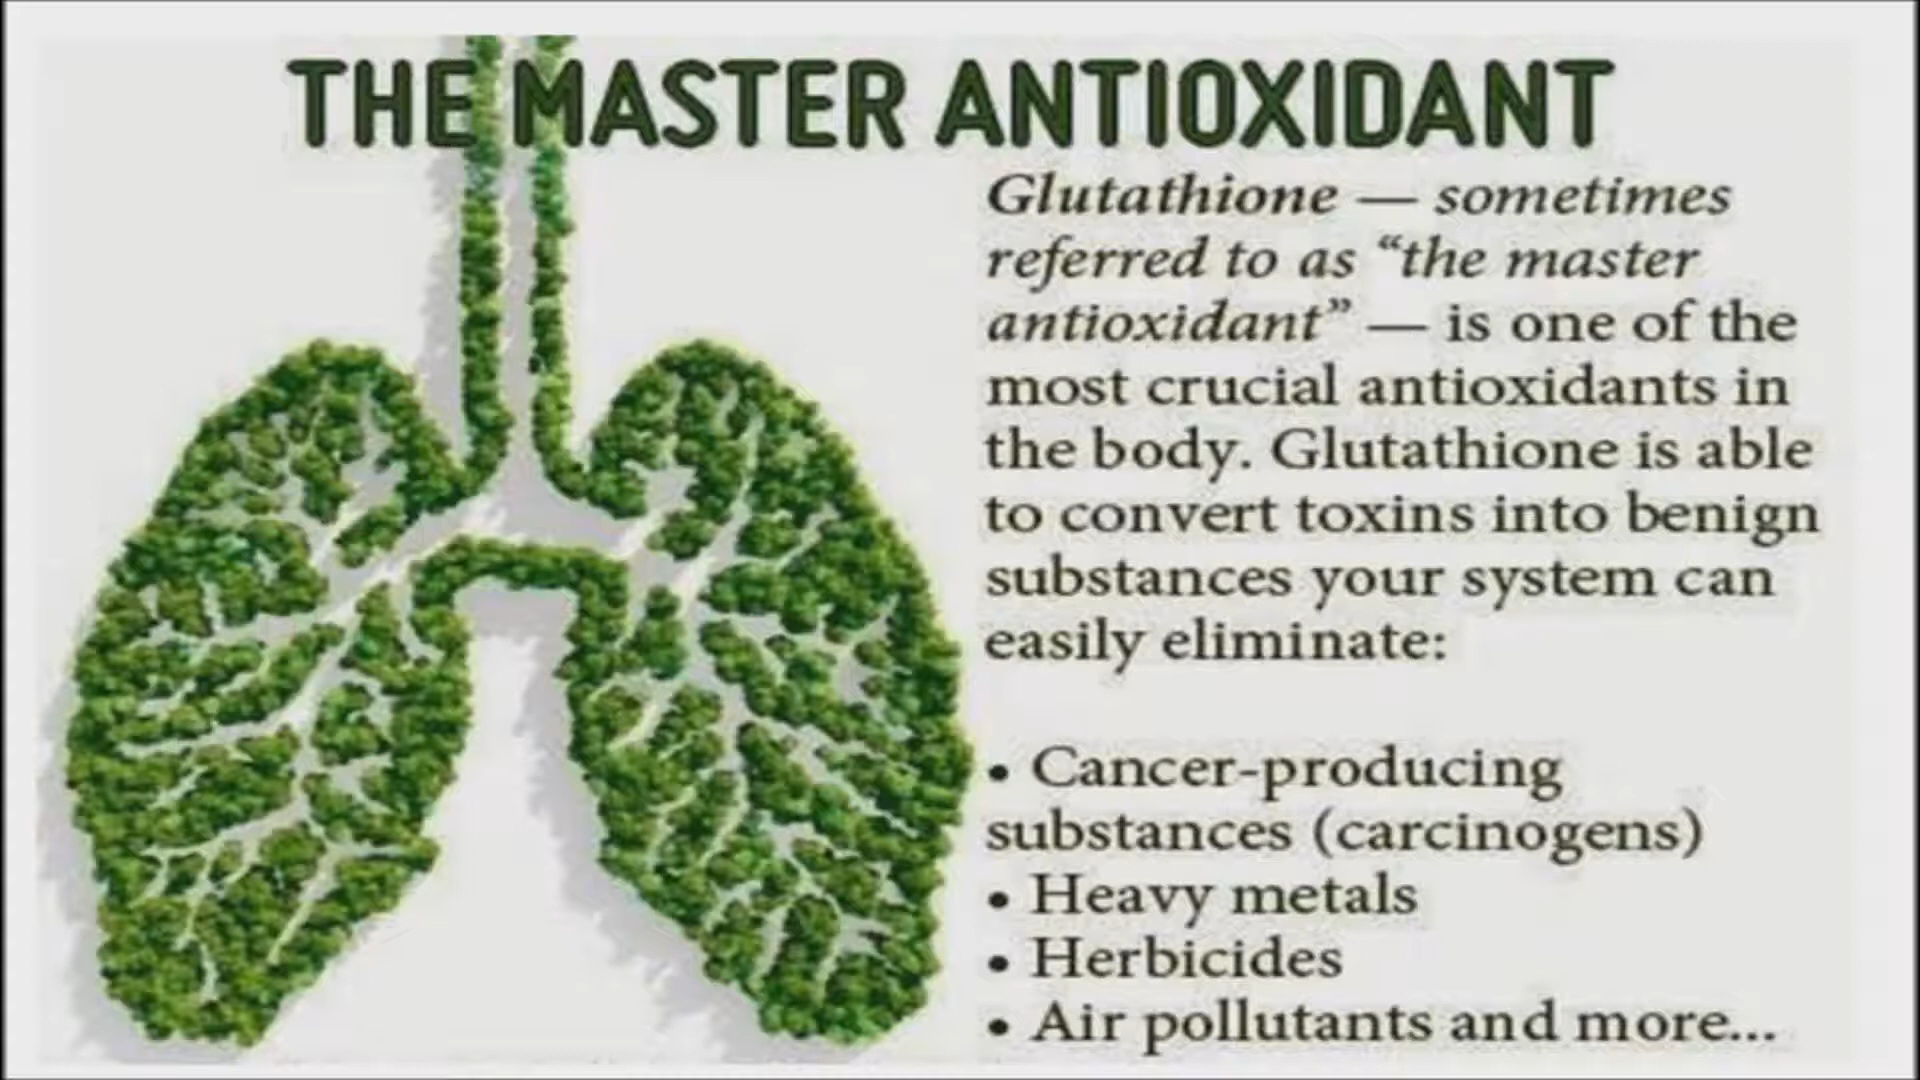 THE MASTER ANTIOXIDANT
Glutathione — sometimes
referred to as “the master
antioxidant” — is one of the
most crucial antioxidants in
the body. Glutathione is able
to convert toxins into benign
substances your system can
easily eliminate:
• Cancer-producing
substances (carcinogens)
• Heavy metals
• Herbicides
• Air pollutants and more...